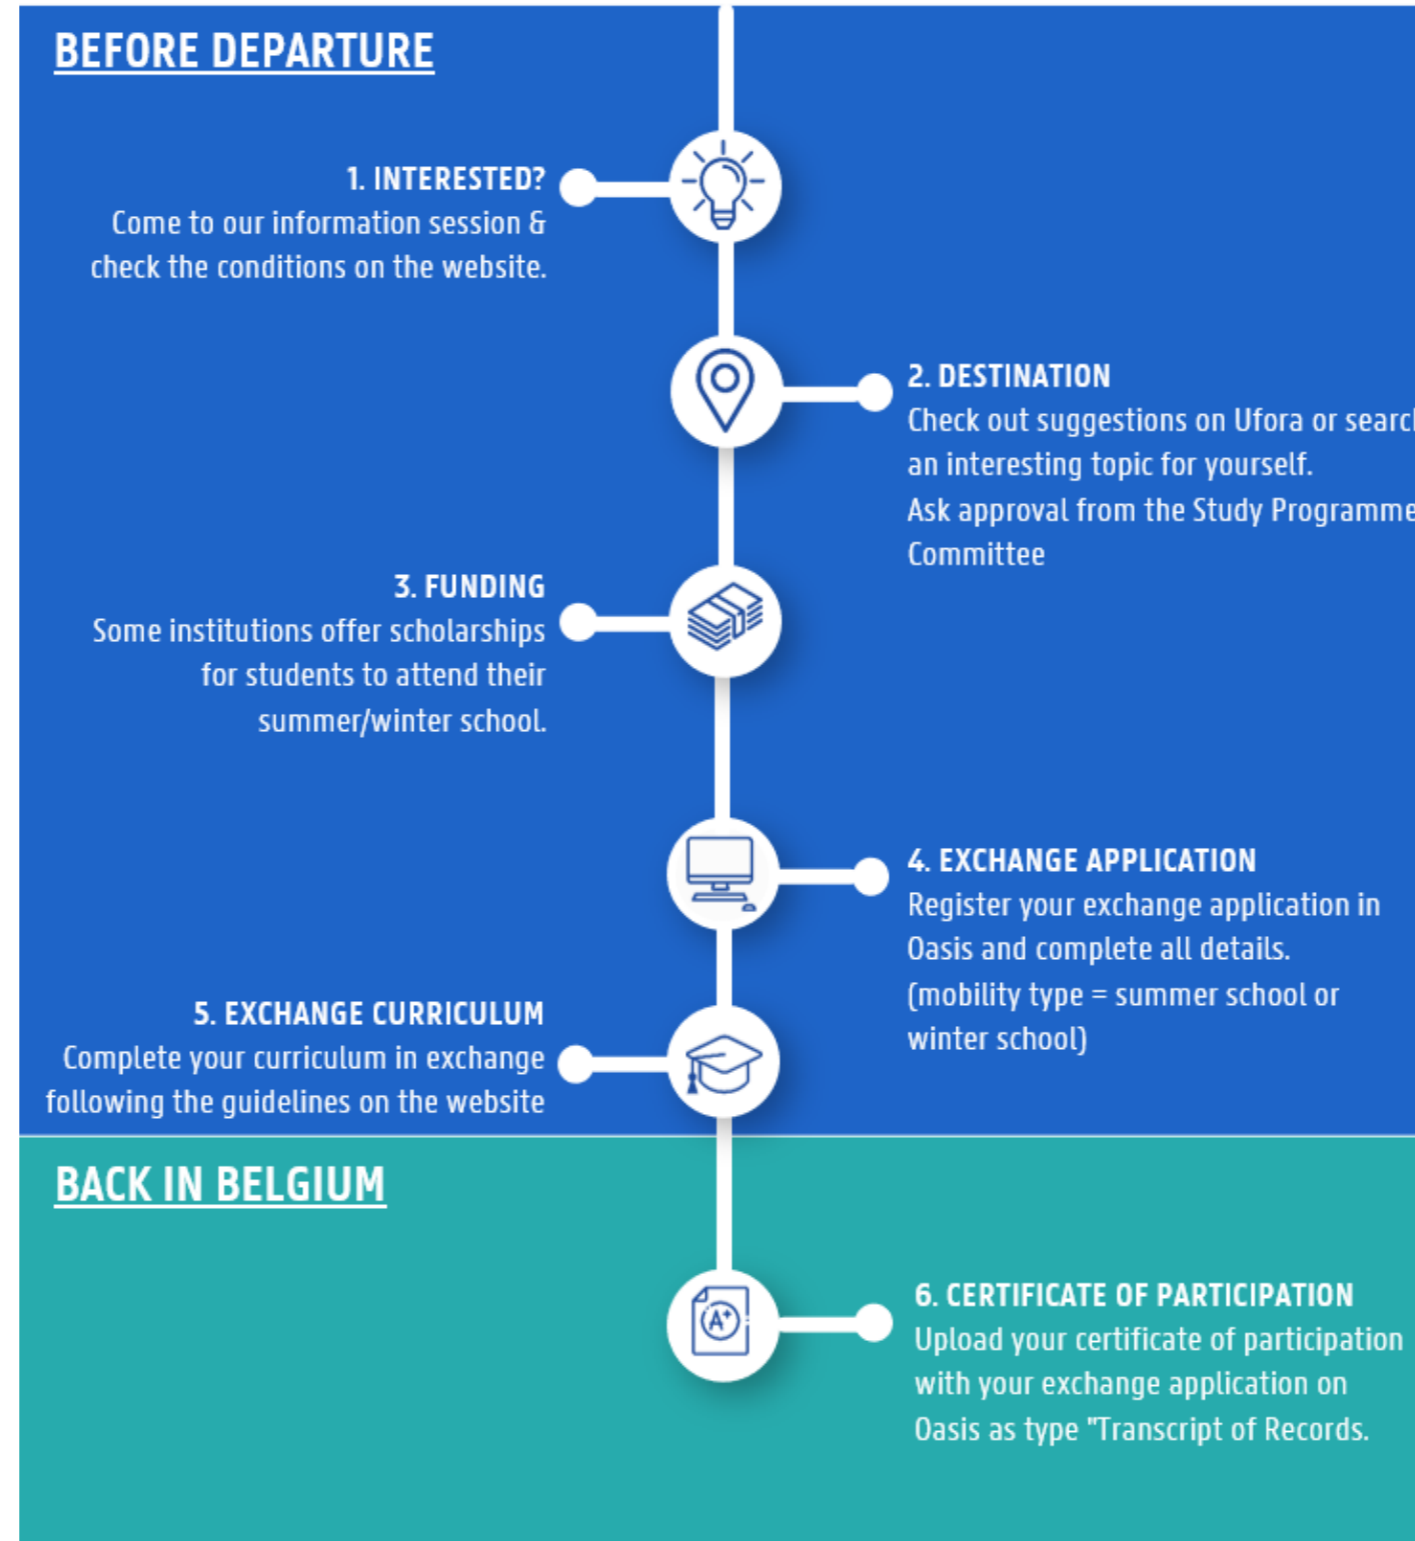 BEFORE DEPARTURE
1. INTERESTED?
Come to our information session &
check the conditions on the website.
2. DESTINATION
Check out suggestions on Ufora or search
an interesting topic for yourself.
Ask approval from the Study Programme
Committee
3. FUNDING
Some institutions offer scholarships
for students to attend their
summer/winter school.
4. EXCHANGE APPLICATION
Register your exchange application in
Oasis and complete all details.
(mobility type = summer school or
winter school)
5. EXCHANGE CURRICULUM
Complete your curriculum in exchange
following the guidelines on the website
BACK IN BELGIUM
A+
6. CERTIFICATE OF PARTICIPATION
Upload your certificate of participation
with your exchange application on
Oasis as type "Transcript of Records.